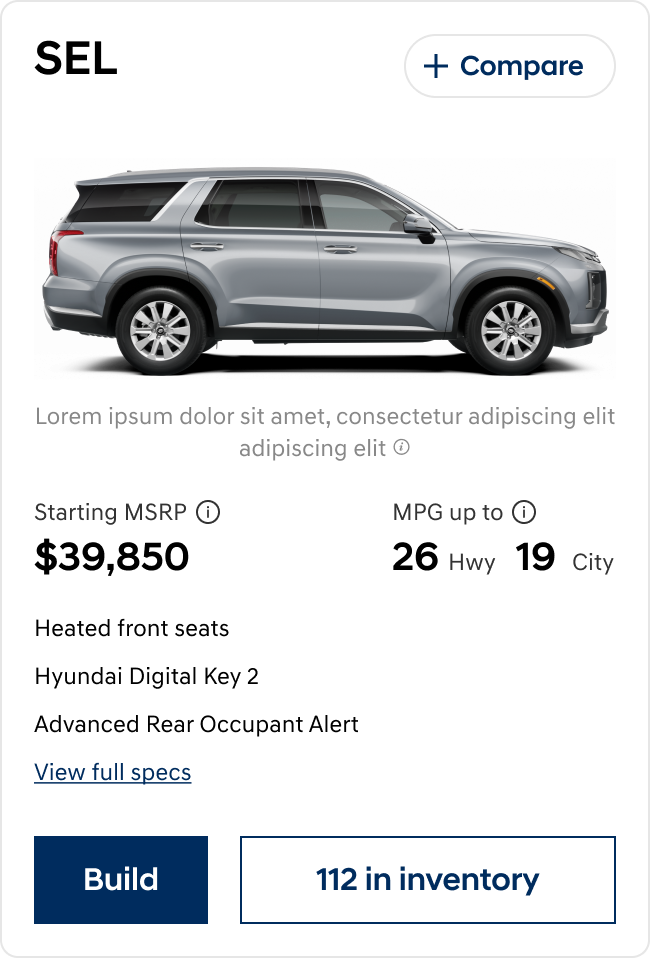 SEL
+ Compare
Lorem ipsum dolor sit amet, consectetur adipiscing elit
adipiscing elit
Starting MSRP
MPG up to
$39,850
26 Hwy 19 City
Heated front seats
Hyundai Digital Key 2
Advanced Rear Occupant Alert
View full specs
Build
112 in inventory